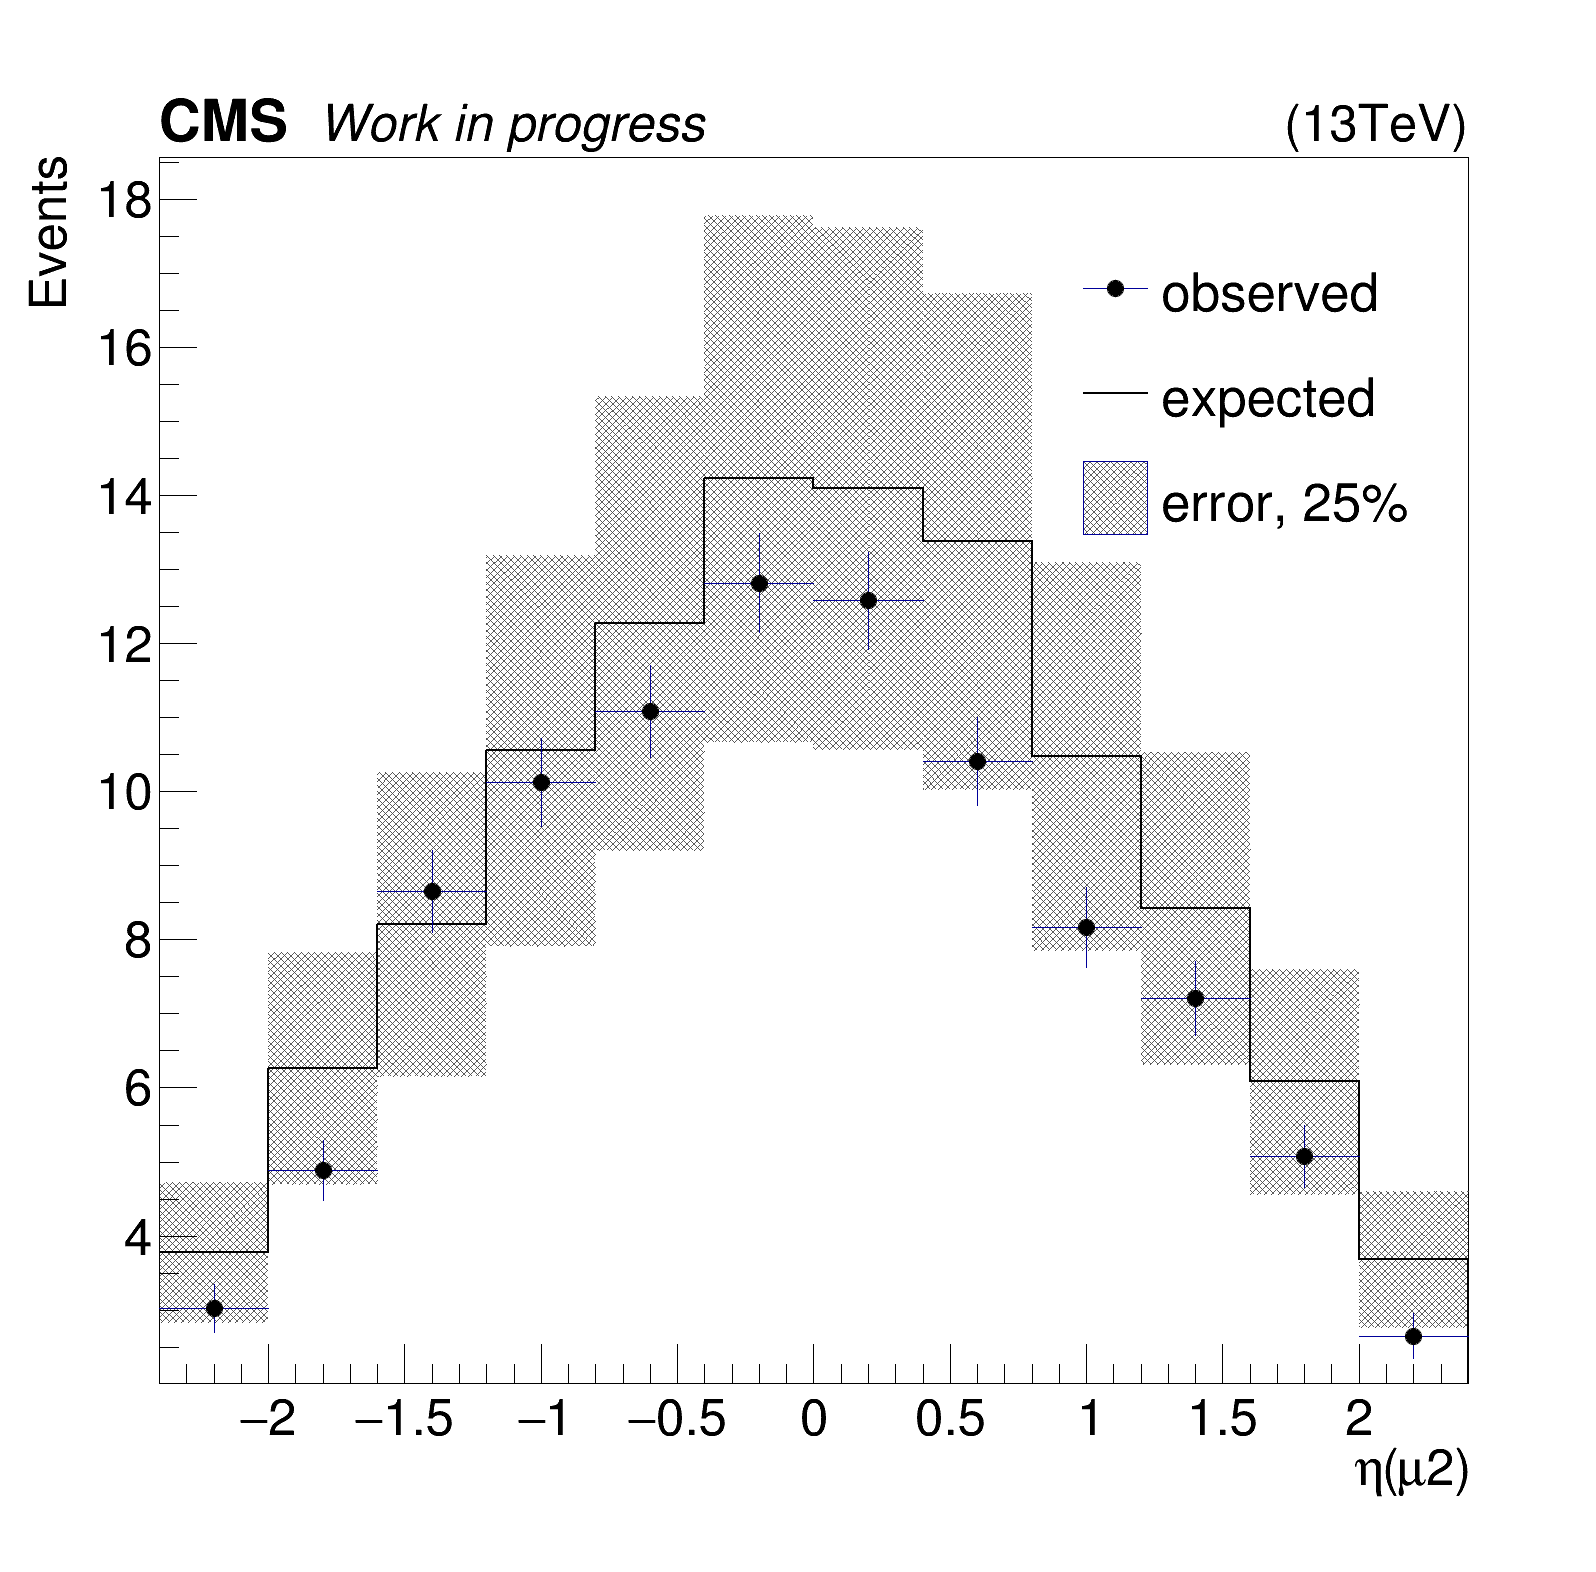 CMS Work in progress (13TeV)
Events
18
16
14
12
10
8
6
4
observed
expected
error, 25%
−2 −1.5 −1 −0.5 0 0.5 1 1.5 2
η(μ2)